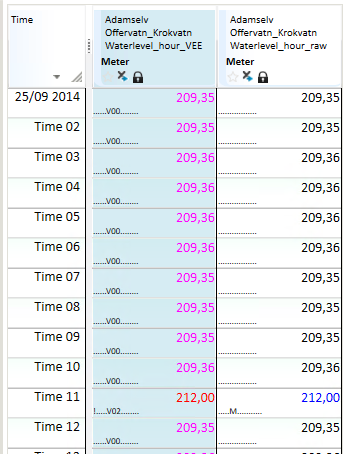 Time
Adamselv
Offervatn_Krokvatn
Waterlevel_hour_VEE
Meter
Adamselv
Offervatn_Krokvatn
Waterlevel_hour_raw
Meter
25/09 2014 209,35 209,35
......V00........ .................
Time 02 209,35 209,35
......V00........ .................
Time 03 209,36 209,36
......V00........ .................
Time 04 209,36 209,36
......V00........ .................
Time 05 209,36 209,36
......V00........ .................
Time 06 209,36 209,36
......V00........ .................
Time 07 209,35 209,35
......V00........ .................
Time 08 209,35 209,35
......V00........ .................
Time 09 209,35 209,35
......V00........ .................
Time 10 209,36 209,36
......V00........ .................
Time 11 212,00 212,00
!.....V02........ .....M...........
Time 12 209,35 209,35
......V00........ .................